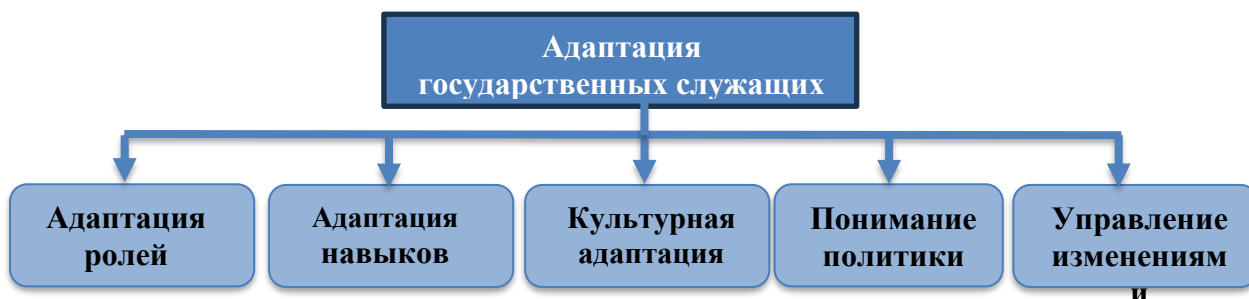 Адаптация
государственных служащих
Адаптация
ролей
Адаптация
навыков
Культурная
адаптация
Понимание
политики
Управление
изменениям
и